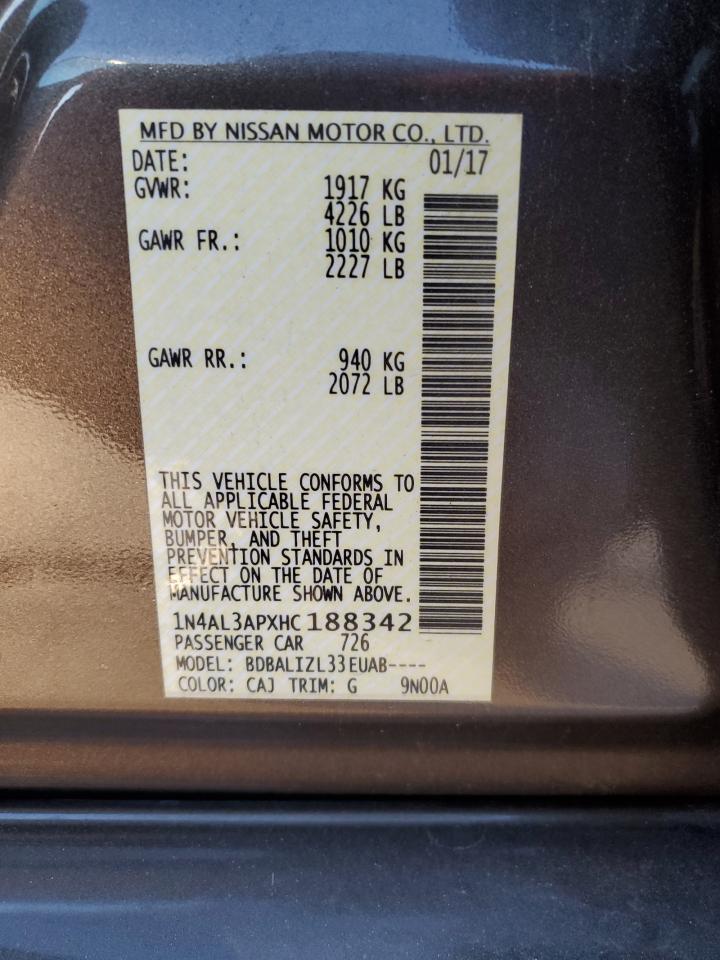 MFD BY NISSAN MOTOR CO., LTD.
DATE: 01/17
GVWR: 1917 KG
4226 LB
GAWR FR.: 1010 KG
2227 LB
GAWR RR.: 940 KG
2072 LB
THIS VEHICLE CONFORMS TO
ALL APPLICABLE FEDERAL
MOTOR VEHICLE SAFETY,
BUMPER, AND THEFT
PREVENTION STANDARDS IN
EFFECT ON THE DATE OF
MANUFACTURE SHOWN ABOVE.
1N4AL3APXHC188342
PASSENGER CAR 726
MODEL: BDBALIZL33EUAB----
COLOR: CAJ TRIM: G 9N00A